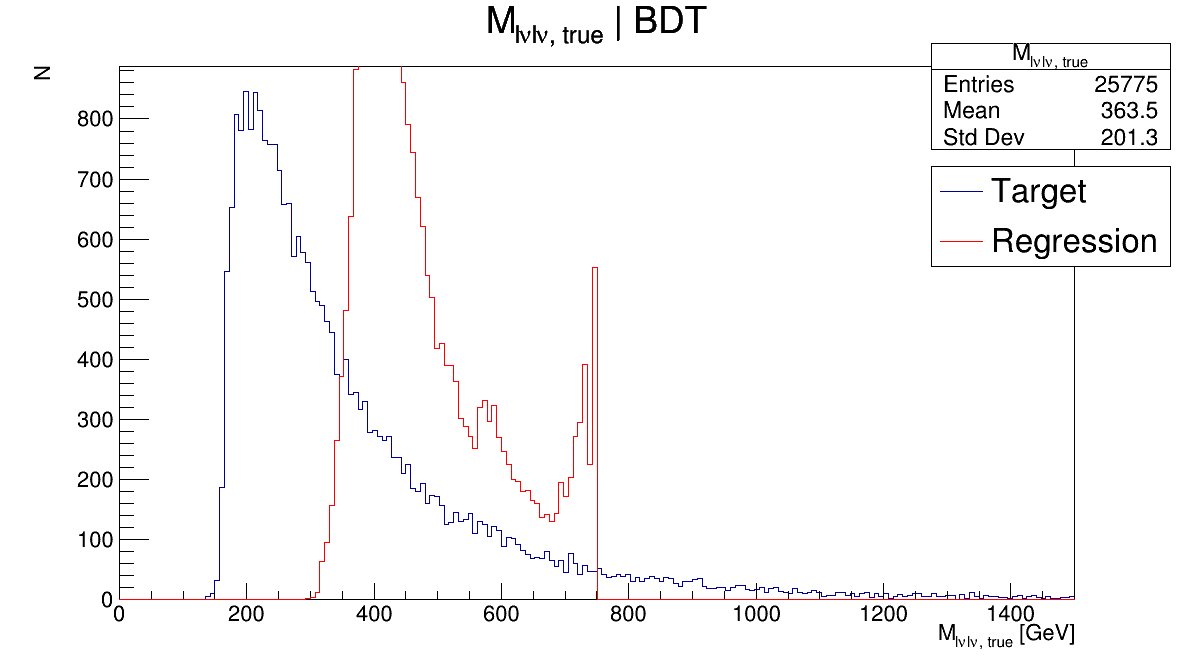 M_{lνlν, true} | BDT
N
M_{lνlν, true}
Entries 25775
Mean 363.5
Std Dev 201.3
Target
Regression
800
700
600
500
400
300
200
100
0
0 200 400 600 800 1000 1200 1400
M_{lνlν, true} [GeV]